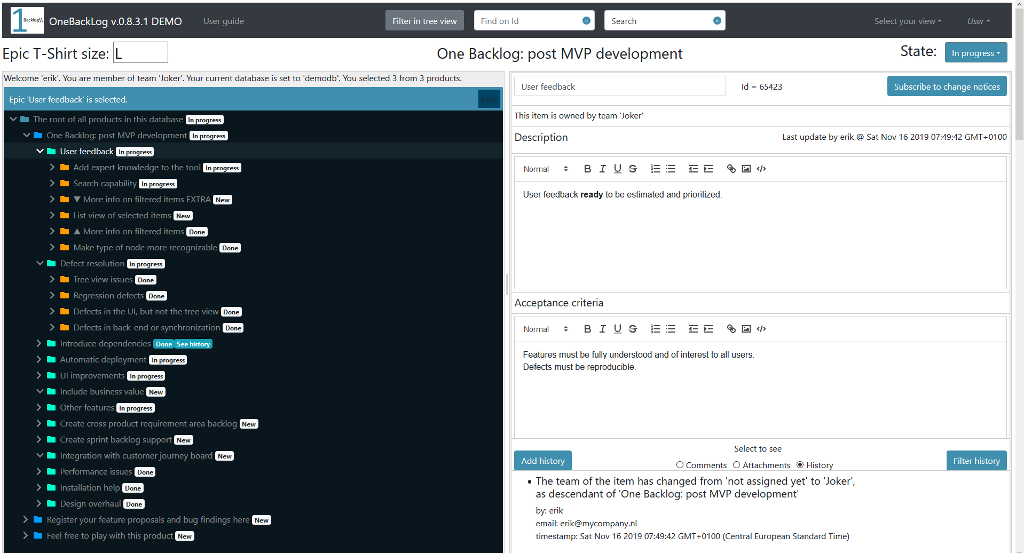 1 BacklogV. OneBackLog v.0.8.3.1 DEMO User guide Filter in tree view Find on Id Search Select your view User
Epic T-Shirt size: L One Backlog: post MVP development State: In progress
Welcome 'erik'. You are member of team 'Joker'. Your current database is set to 'demodb'. You selected 3 from 3 products.
Epic 'User feedback' is selected.
The root of all products in this database In progress
One Backlog: post MVP development In progress
User feedback In progress
Add expert knowledge to the tool In progress
Search capability In progress
▼ More info on filtered items EXTRA New
List view of selected items New
▲ More info on filtered items Done
Make type of node more recognizable Done
Defect resolution In progress
Tree view issues Done
Regression defects Done
Defects in the UI, but not the tree view Done
Defects in back end or synchronization Done
Introduce dependencies Done See history
Automatic deployment In progress
UI improvements In progress
Include business value New
Other features In progress
Create cross product requirement area backlog New
Create sprint backlog support New
Integration with customer journey board New
Performance issues Done
Installation help Done
Design overhaul Done
Register your feature proposals and bug findings here New
Feel free to play with this product New
User feedback Id = 65423 Subscribe to change notices
This item is owned by team 'Joker'
Description Last update by erik @ Sat Nov 16 2019 07:49:42 GMT+0100
Normal B I U S
User feedback ready to be estimated and prioritized.
Acceptance criteria
Normal B I U S
Features must be fully understood and of interest to all users.
Defects must be reproducible.
Select to see
Add history Comments Attachments History Filter history
• The team of the item has changed from 'not assigned yet' to 'Joker',
as descendant of 'One Backlog: post MVP development'
by: erik
email: erik@mycompany.nl
timestamp: Sat Nov 16 2019 07:49:42 GMT+0100 (Central European Standard Time)